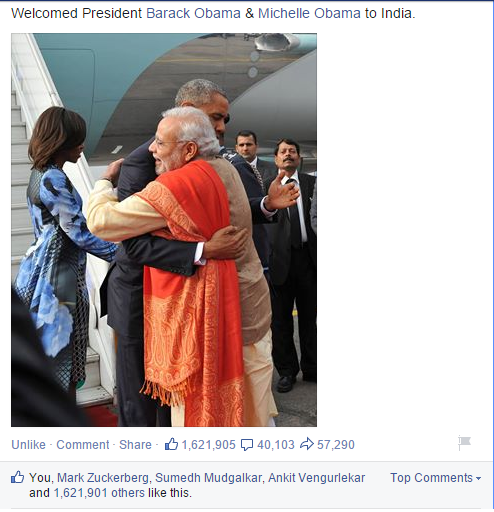 Welcomed President Barack Obama & Michelle Obama to India.
Unlike · Comment · Share · 1,621,905 40,103 57,290
You, Mark Zuckerberg, Sumedh Mudgalkar, Ankit Vengurlekar Top Comments
and 1,621,901 others like this.